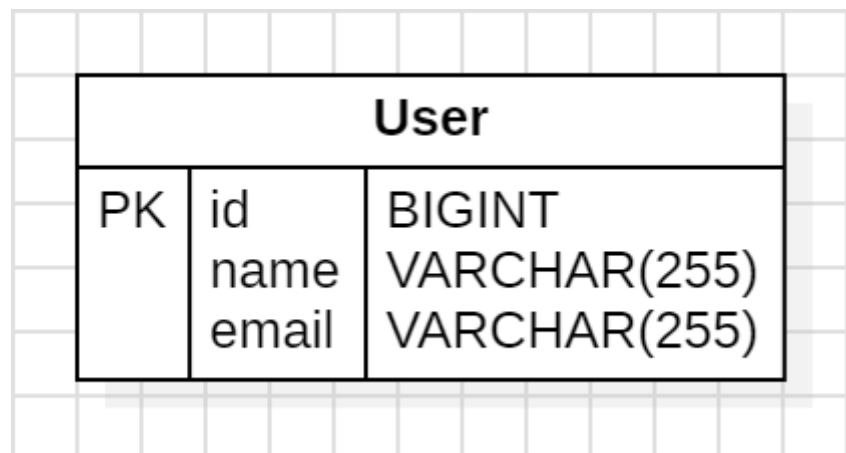 User
PK id BIGINT
name VARCHAR(255)
email VARCHAR(255)